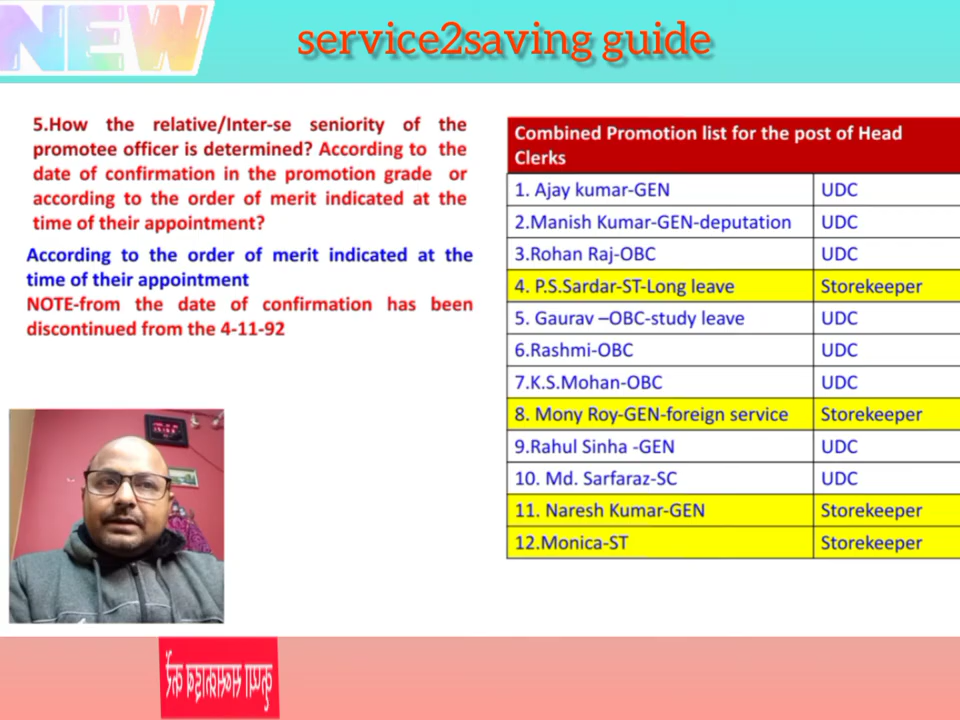 NEW
service2saving guide
5.How the relative/Inter-se seniority of the
promotee officer is determined? According to the
date of confirmation in the promotion grade or
according to the order of merit indicated at the
time of their appointment?
According to the order of merit indicated at the
time of their appointment
NOTE-from the date of confirmation has been
discontinued from the 4-11-92
Combined Promotion list for the post of Head
Clerks
1. Ajay kumar-GEN UDC
2.Manish Kumar-GEN-deputation UDC
3.Rohan Raj-OBC UDC
4. P.S.Sardar-ST-Long leave Storekeeper
5. Gaurav –OBC-study leave UDC
6.Rashmi-OBC UDC
7.K.S.Mohan-OBC UDC
8. Mony Roy-GEN-foreign service Storekeeper
9.Rahul Sinha -GEN UDC
10. Md. Sarfaraz-SC UDC
11. Naresh Kumar-GEN Storekeeper
12.Monica-ST Storekeeper
कृपया सब्सक्राइब करें